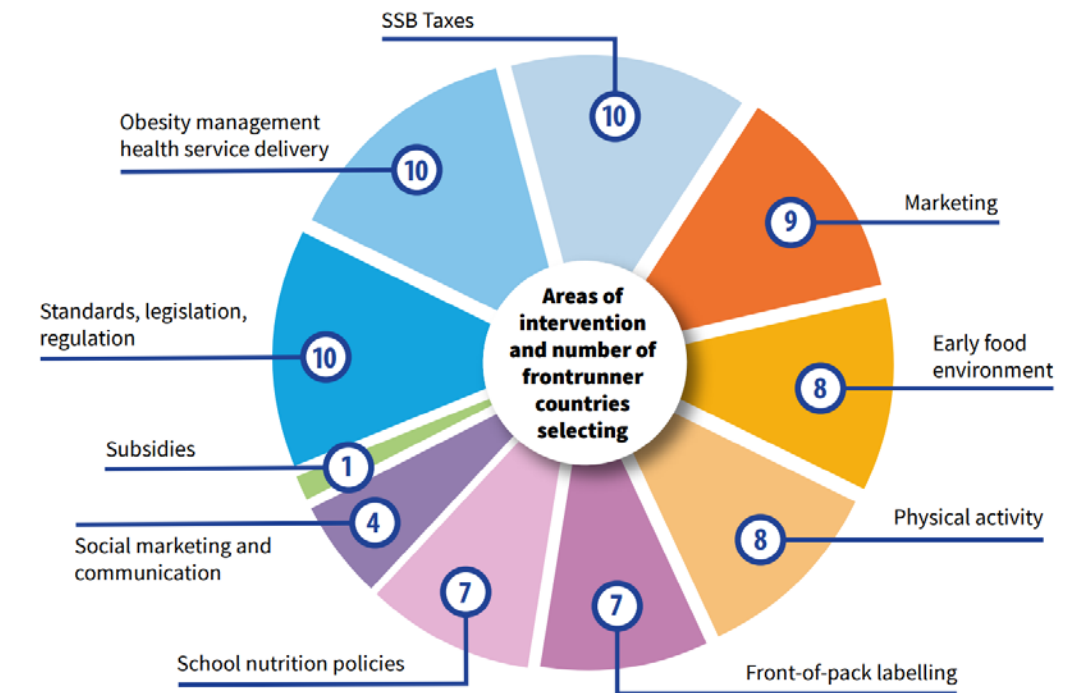 SSB Taxes
10
Obesity management
health service delivery
10
Marketing
9
Standards, legislation,
regulation
10
Areas of
intervention
and number of
frontrunner
countries
selecting
Early food
environment
8
Subsidies
1
Social marketing and
communication
4
Physical activity
8
School nutrition policies
7
Front-of-pack labelling
7